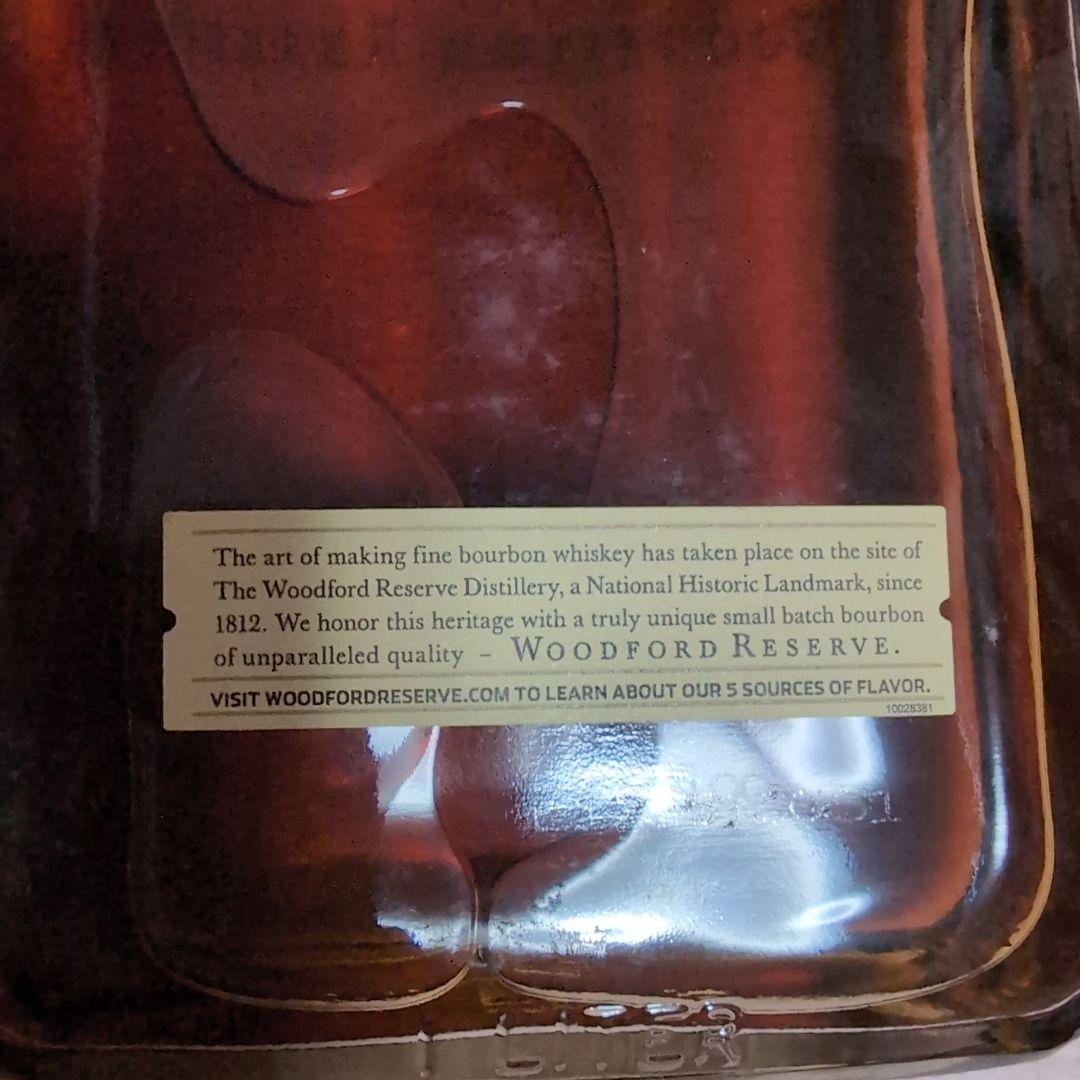 The art of making fine bourbon whiskey has taken place on the site of
The Woodford Reserve Distillery, a National Historic Landmark, since
1812. We honor this heritage with a truly unique small batch bourbon
of unparalleled quality – WOODFORD RESERVE.
VISIT WOODFORDRESERVE.COM TO LEARN ABOUT OUR 5 SOURCES OF FLAVOR.
10028381